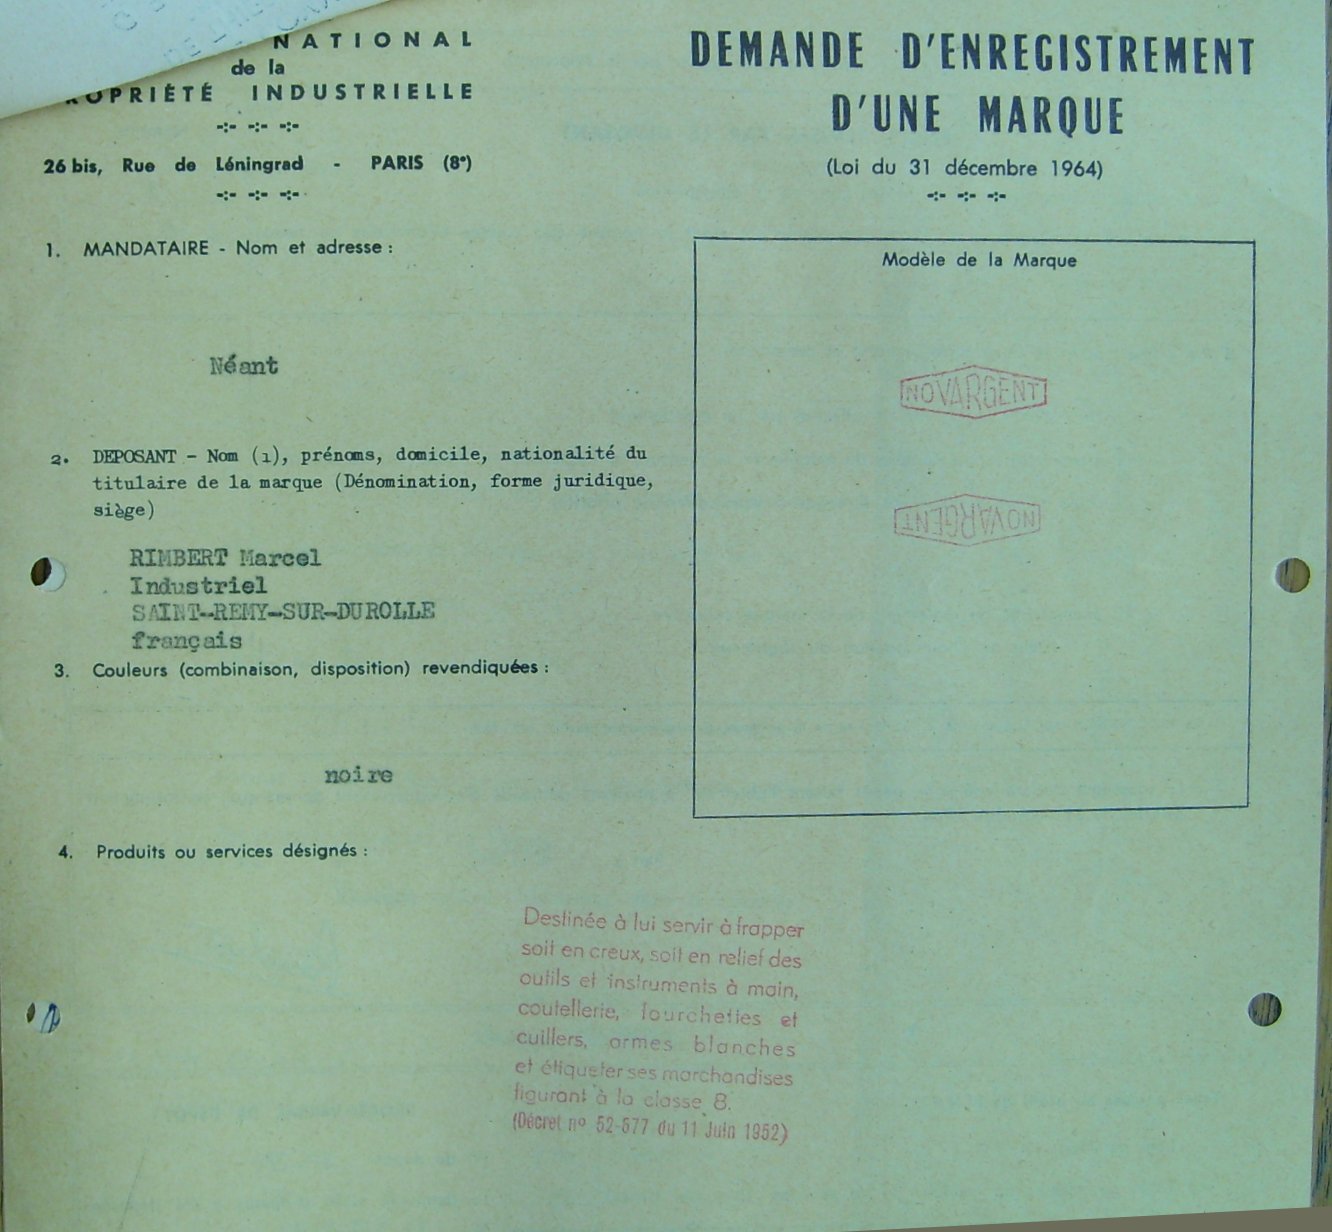 NATIONAL
de la
PROPRIÉTÉ INDUSTRIELLE
26 bis, Rue de Léningrad - PARIS (8e)
DEMANDE D'ENREGISTREMENT
D'UNE MARQUE
(Loi du 31 décembre 1964)
1. MANDATAIRE - Nom et adresse :
Néant
2. DEPOSANT - Nom (1), prénoms, domicile, nationalité du
titulaire de la marque (Dénomination, forme juridique,
siège)
RIMBERT Marcel
Industriel
SAINT-REMY-SUR-DUROLLE
français
3. Couleurs (combinaison, disposition) revendiquées :
noire
Modèle de la Marque
NOVARGENT
NOVARGENT
4. Produits ou services désignés :
Destinée à lui servir à frapper
soit en creux, soit en relief des
outils et instruments à main,
coutellerie, fourchettes et
cuillers, armes blanches
et étiqueter ses marchandises
figurant à la classe 8.
(Décret nº 52-677 du 11 Juin 1952)